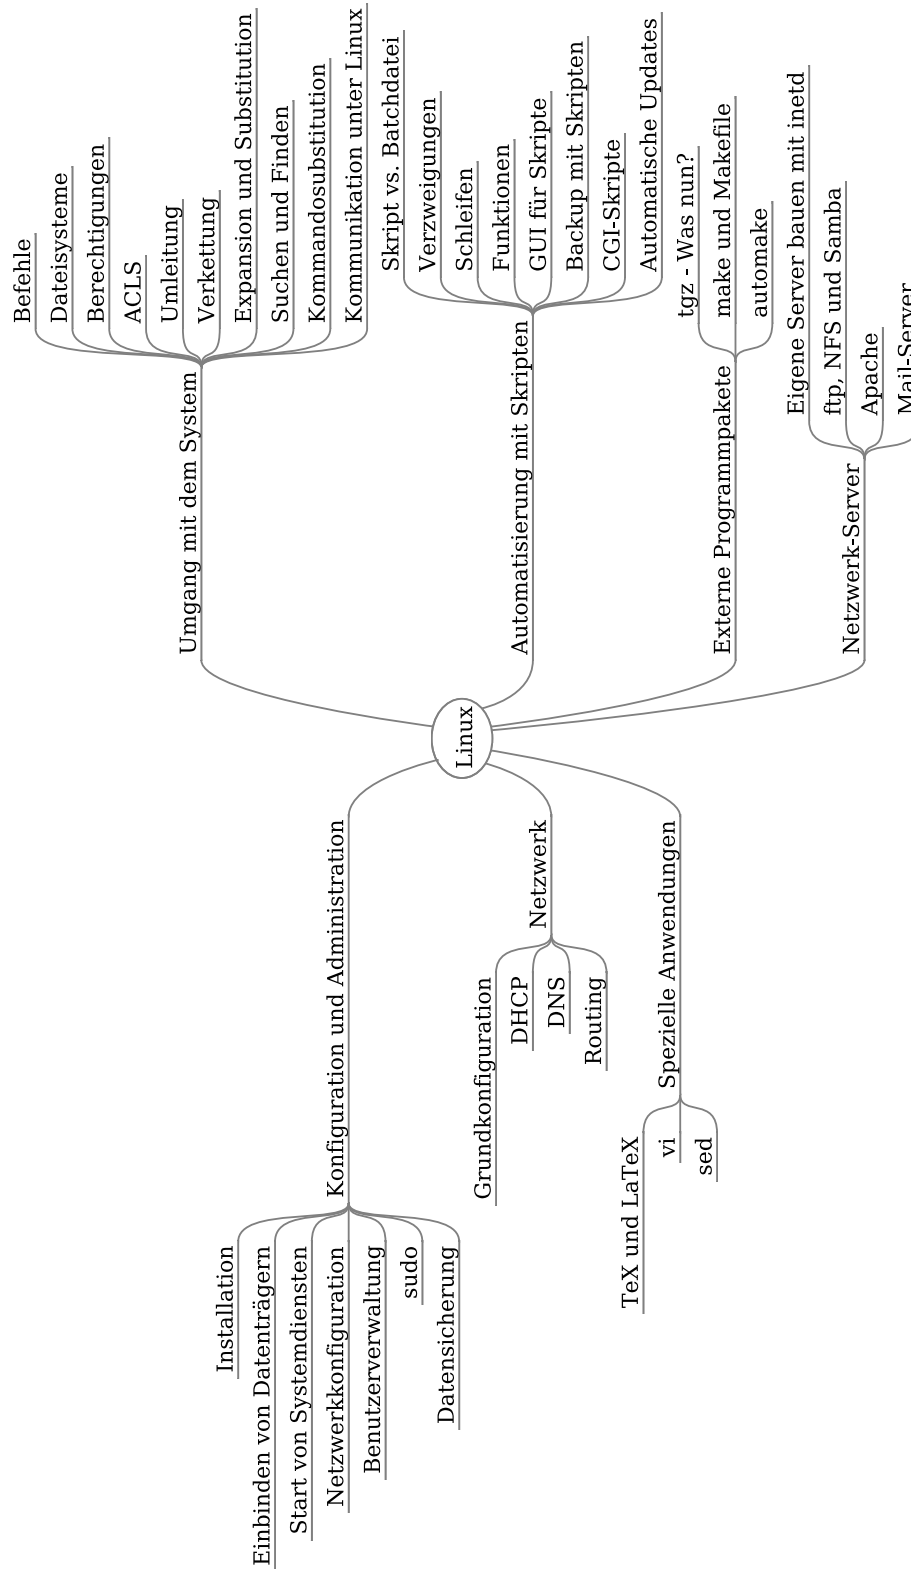 Linux
Umgang mit dem System
Befehle
Dateisysteme
Berechtigungen
ACLS
Umleitung
Verkettung
Expansion und Substitution
Suchen und Finden
Kommandosubstitution
Kommunikation unter Linux
Automatisierung mit Skripten
Skript vs. Batchdatei
Verzweigungen
Schleifen
Funktionen
GUI für Skripte
Backup mit Skripten
CGI-Skripte
Automatische Updates
Externe Programmpakete
tgz - Was nun?
make und Makefile
automake
Netzwerk-Server
Eigene Server bauen mit inetd
ftp, NFS und Samba
Apache
Mail-Server
Konfiguration und Administration
Installation
Einbinden von Datenträgern
Start von Systemdiensten
Netzwerkkonfiguration
Benutzerverwaltung
sudo
Datensicherung
Netzwerk
Grundkonfiguration
DHCP
DNS
Routing
Spezielle Anwendungen
TeX und LaTeX
vi
sed